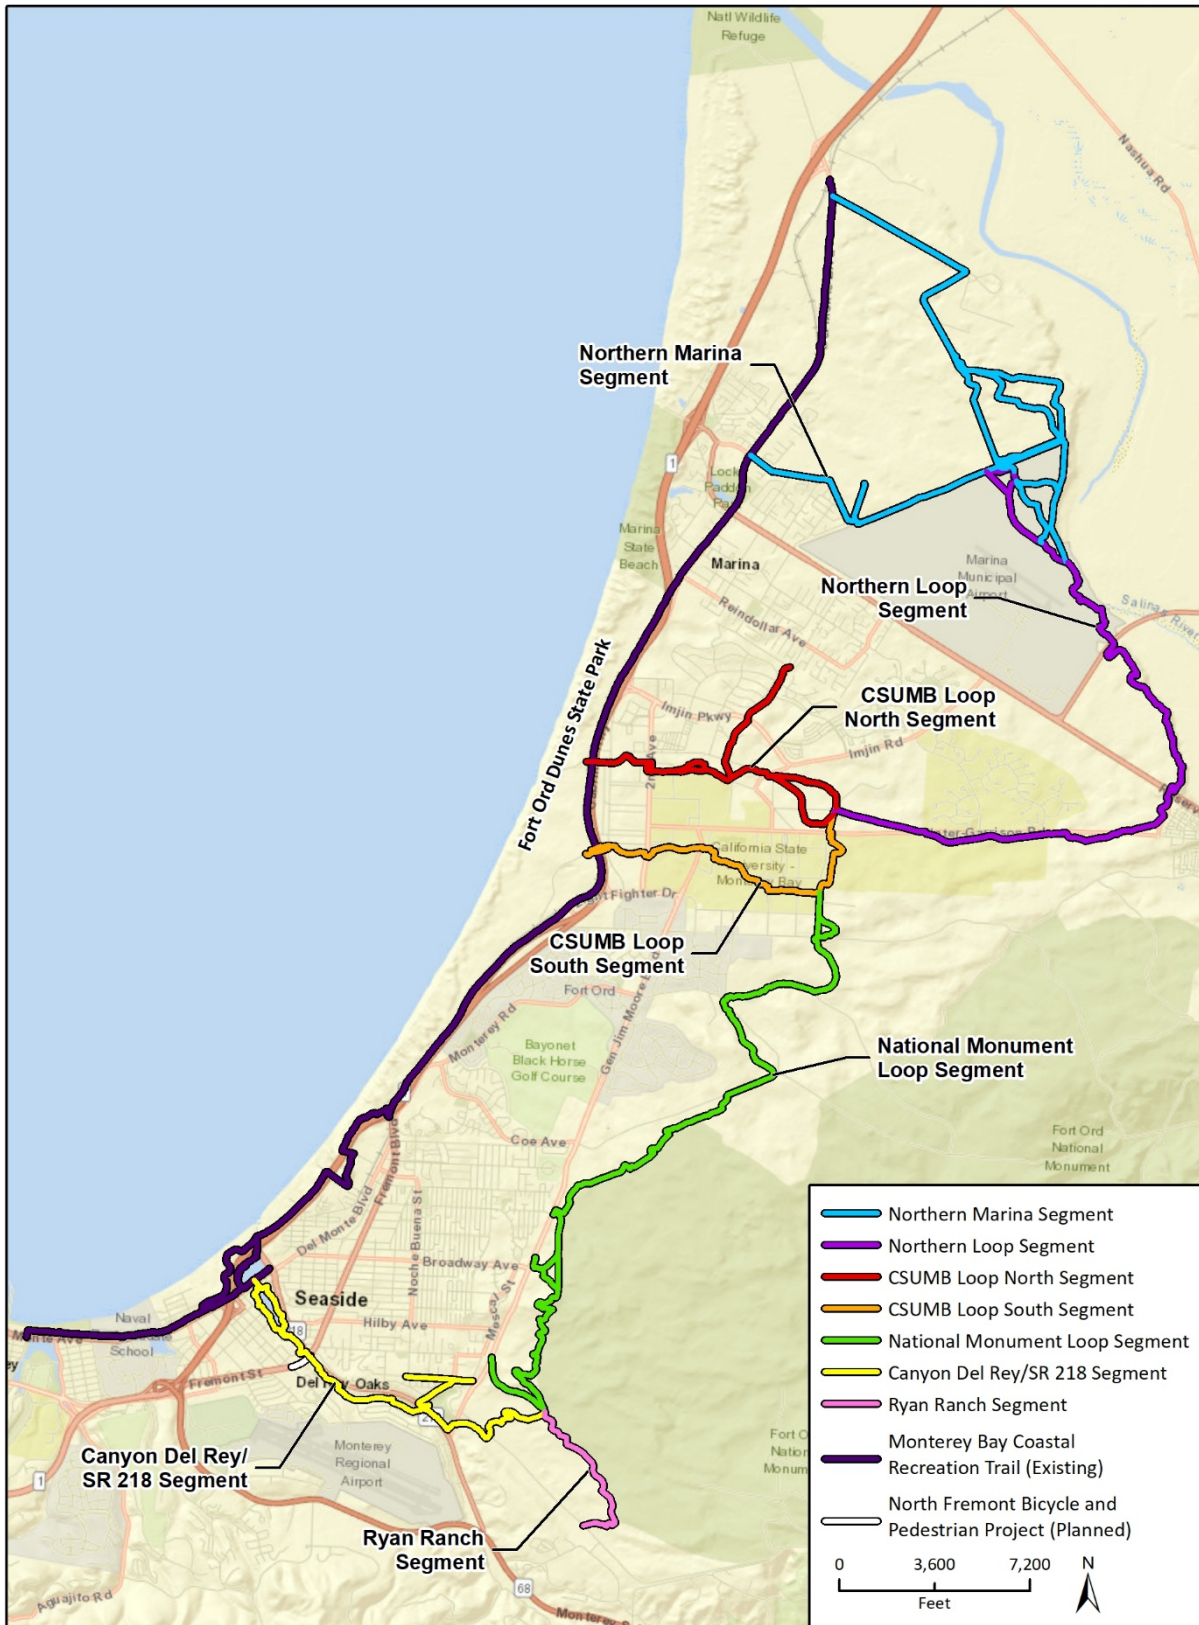 Natl Wildlife
Refuge
Nashua Rd
Northern Marina
Segment
1
Locke
Paddon
Marina
State
Beach
Marina
Marina
Municipal
Airport
Northern Loop
Segment
Salinas River
Reindollar Ave
Fort Ord Dunes State Park
CSUMB Loop
North Segment
Imjin Pkwy
Imjin Rd
2nd Ave
California State
University -
Monterey Bay
Fighter Dr
CSUMB Loop
South Segment
Fort Ord
Gen Jim Moore Blvd
Monterey Rd
Bayonet
Black Horse
Golf Course
National Monument
Loop Segment
Coe Ave
Fort Ord
National
Monument
Fremont Blvd
Del Monte Blvd
Noche Buena St
Broadway Ave
Mescal St
Seaside
Hilby Ave
Naval
School
Fremont St
Del Rey Oaks
Canyon Del Rey/
SR 218 Segment
Monterey
Regional
Airport
1
Ryan Ranch
Segment
68
Aguajito Rd
Northern Marina Segment
Northern Loop Segment
CSUMB Loop North Segment
CSUMB Loop South Segment
National Monument Loop Segment
Canyon Del Rey/SR 218 Segment
Ryan Ranch Segment
Monterey Bay Coastal
Recreation Trail (Existing)
North Fremont Bicycle and
Pedestrian Project (Planned)
0 3,600 7,200
Feet
N